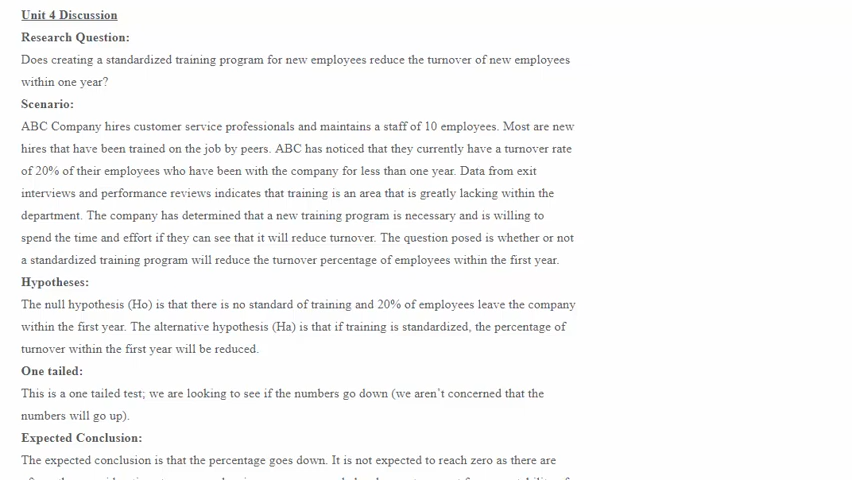 Unit 4 Discussion
Research Question:
Does creating a standardized training program for new employees reduce the turnover of new employees
within one year?
Scenario:
ABC Company hires customer service professionals and maintains a staff of 10 employees. Most are new
hires that have been trained on the job by peers. ABC has noticed that they currently have a turnover rate
of 20% of their employees who have been with the company for less than one year. Data from exit
interviews and performance reviews indicates that training is an area that is greatly lacking within the
department. The company has determined that a new training program is necessary and is willing to
spend the time and effort if they can see that it will reduce turnover. The question posed is whether or not
a standardized training program will reduce the turnover percentage of employees within the first year.
Hypotheses:
The null hypothesis (Ho) is that there is no standard of training and 20% of employees leave the company
within the first year. The alternative hypothesis (Ha) is that if training is standardized, the percentage of
turnover within the first year will be reduced.
One tailed:
This is a one tailed test; we are looking to see if the numbers go down (we aren’t concerned that the
numbers will go up).
Expected Conclusion:
The expected conclusion is that the percentage goes down. It is not expected to reach zero as there are